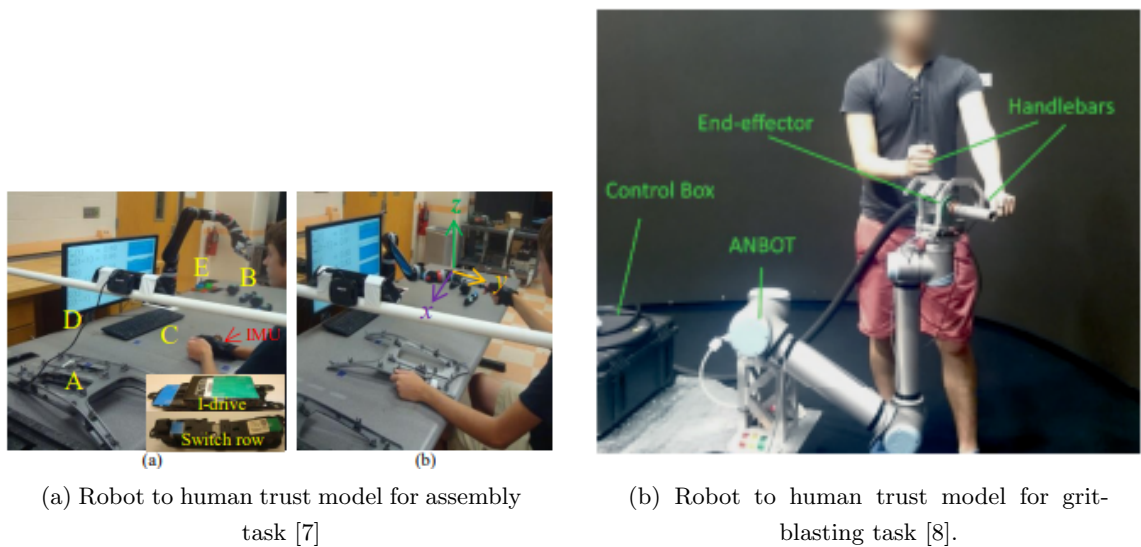 End-effector
Handlebars
Control Box
ANBOT
z
y
x
E
B
D
C
IMU
A
I-drive
Switch row
(a)
(b)
(a) Robot to human trust model for assembly
task [7]
(b) Robot to human trust model for grit-
blasting task [8].